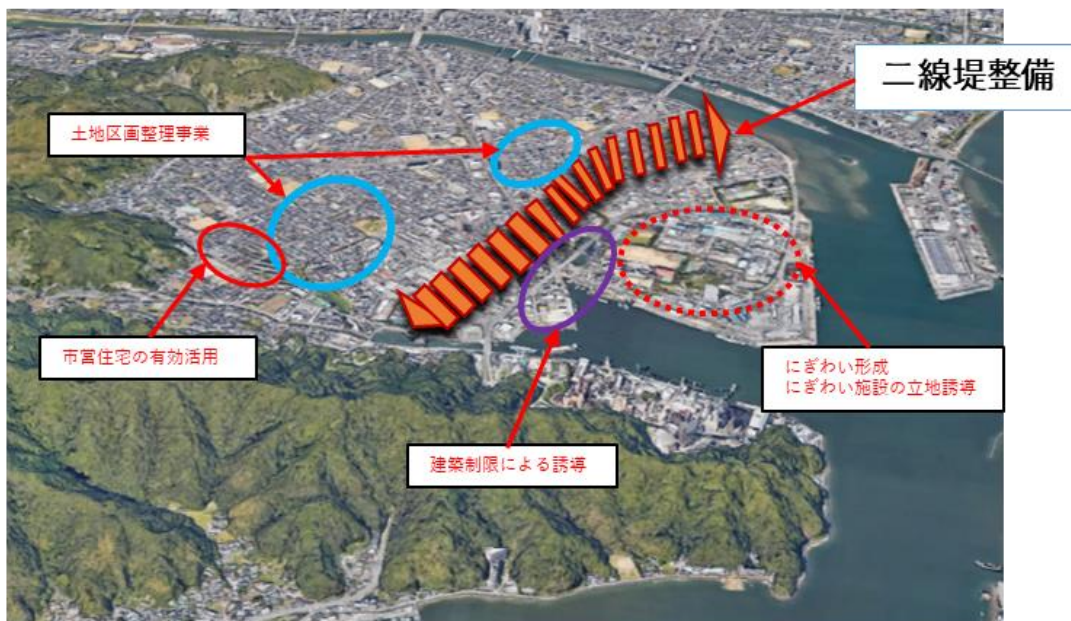 二線堤整備
土地区画整理事業
市営住宅の有効活用
にぎわい形成
にぎわい施設の立地誘導
建築制限による誘導